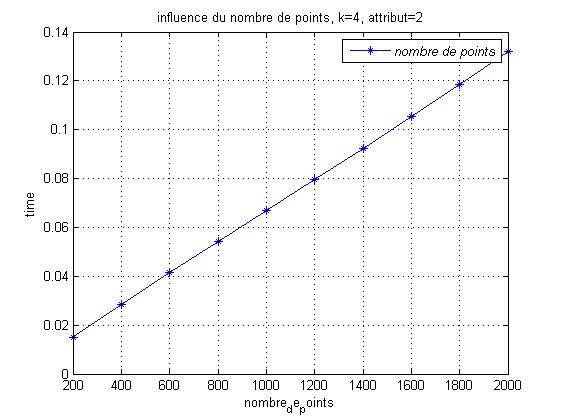 influence du nombre de points, k=4, attribut=2
nombre de points
0.14
0.12
0.1
0.08
0.06
0.04
0.02
0
time
200 400 600 800 1000 1200 1400 1600 1800 2000
nombre_de_points